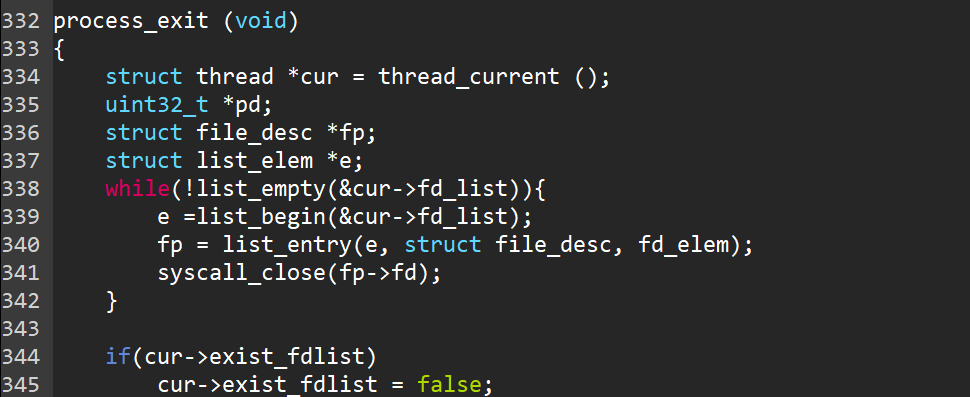 332 process_exit (void)
333 {
334     struct thread *cur = thread_current ();
335     uint32_t *pd;
336     struct file_desc *fp;
337     struct list_elem *e;
338     while(!list_empty(&cur->fd_list)){
339         e =list_begin(&cur->fd_list);
340         fp = list_entry(e, struct file_desc, fd_elem);
341         syscall_close(fp->fd);
342     }
343
344     if(cur->exist_fdlist)
345         cur->exist_fdlist = false;